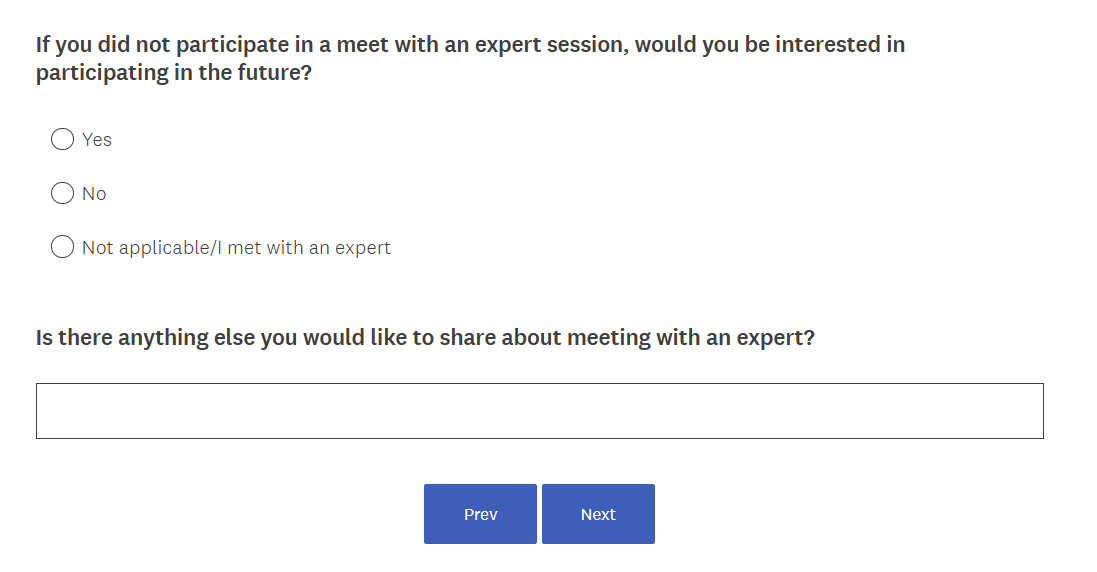 If you did not participate in a meet with an expert session, would you be interested in
participating in the future?
Yes
No
Not applicable/I met with an expert
Is there anything else you would like to share about meeting with an expert?
Prev
Next